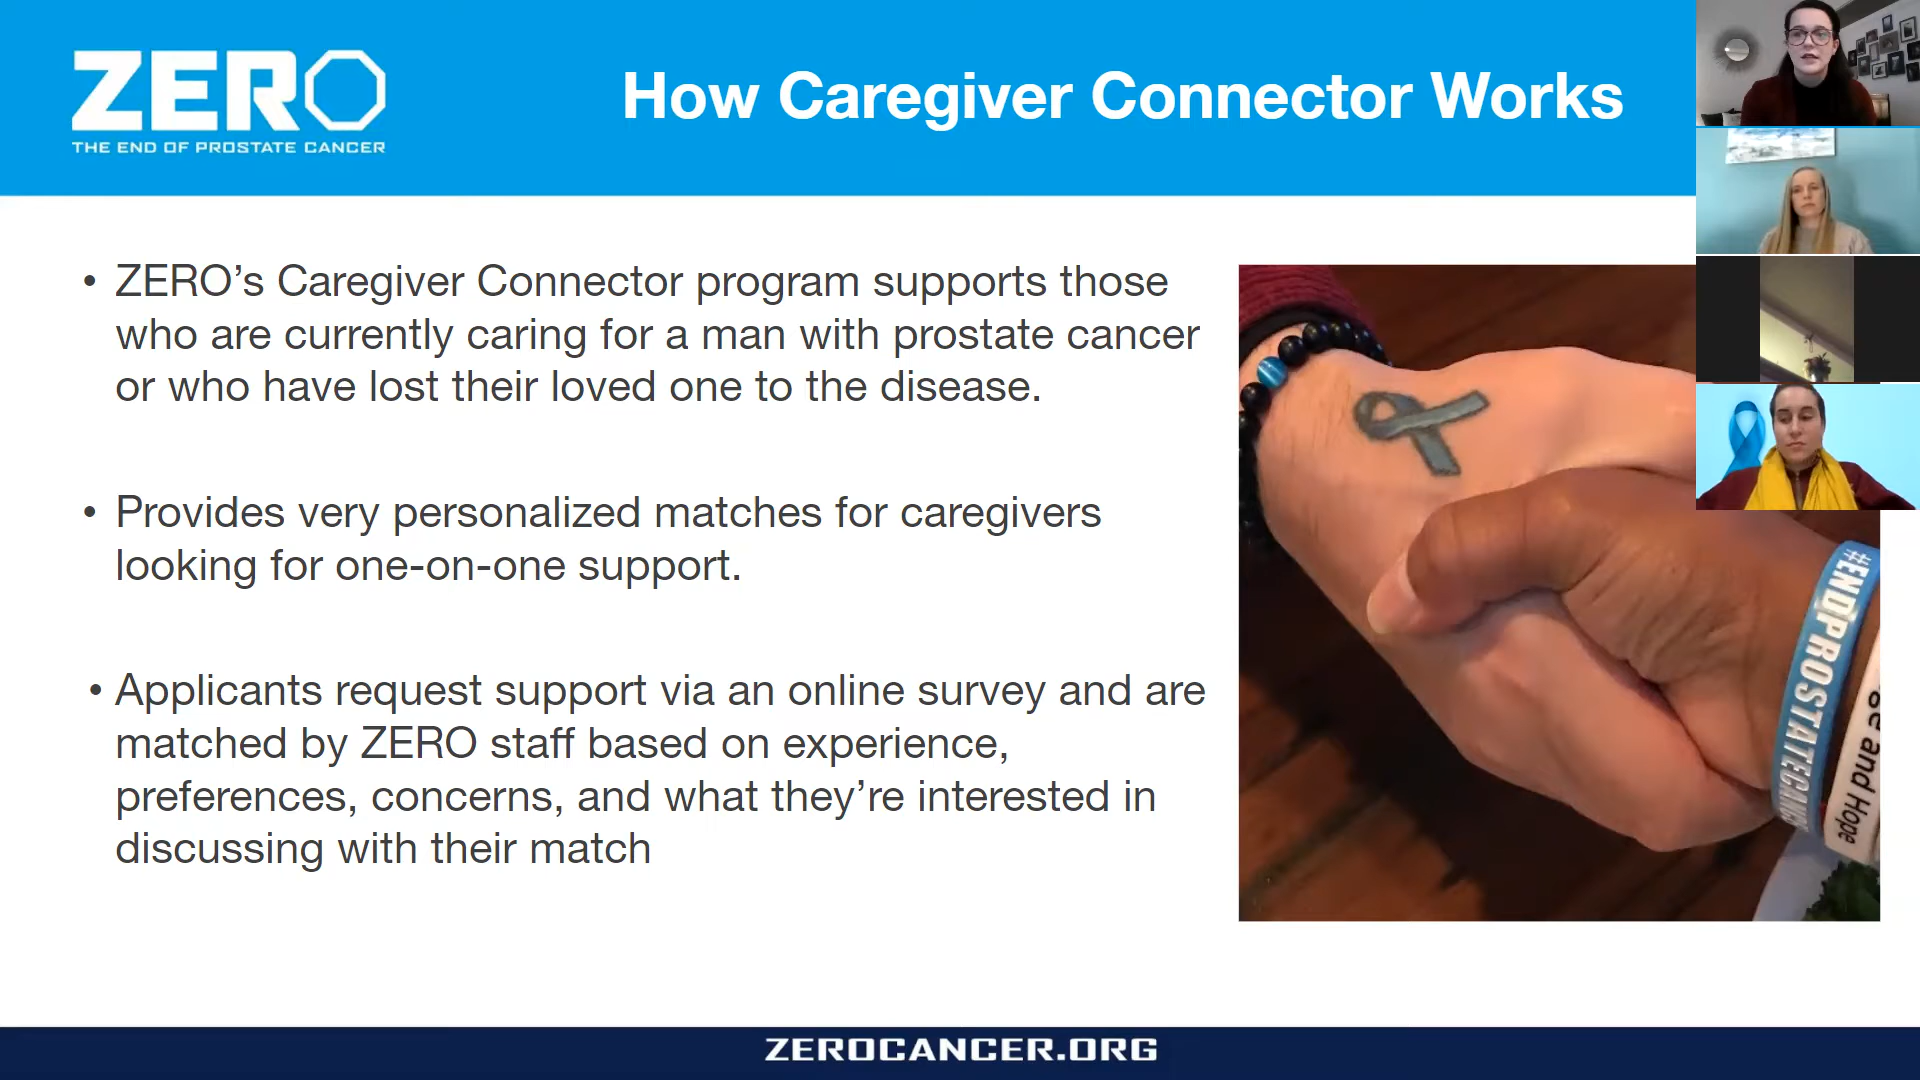 ZERO
THE END OF PROSTATE CANCER
How Caregiver Connector Works
• ZERO’s Caregiver Connector program supports those
who are currently caring for a man with prostate cancer
or who have lost their loved one to the disease.
• Provides very personalized matches for caregivers
looking for one-on-one support.
• Applicants request support via an online survey and are
matched by ZERO staff based on experience,
preferences, concerns, and what they’re interested in
discussing with their match
#ENDPROSTATECANCER
and Hope
ZEROCANCER.ORG